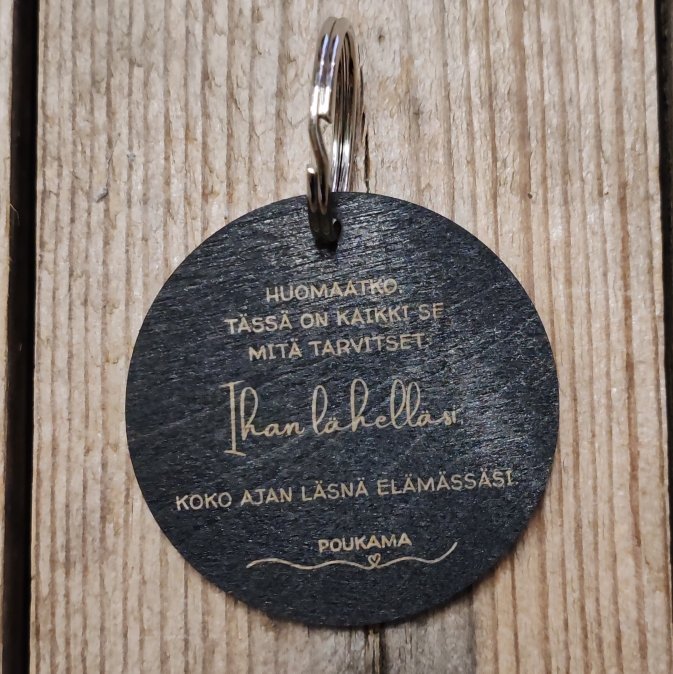 HUOMAATKO,
TÄSSÄ ON KAIKKI SE
MITÄ TARVITSET.
Ihan lähelläsi,
KOKO AJAN LÄSNÄ ELÄMÄSSÄSI.
POUKAMA